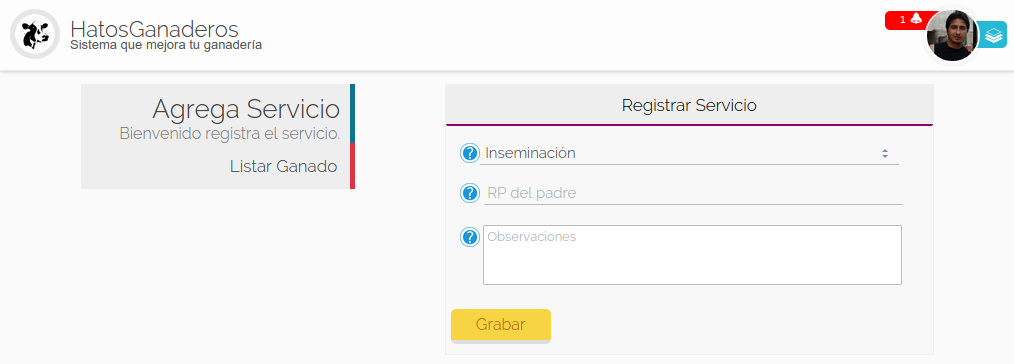 HatosGanaderos
Sistema que mejora tu ganadería
1
Agrega Servicio
Bienvenido registra el servicio.
Listar Ganado
Registrar Servicio
? Inseminación
? RP del padre
? Observaciones
Grabar